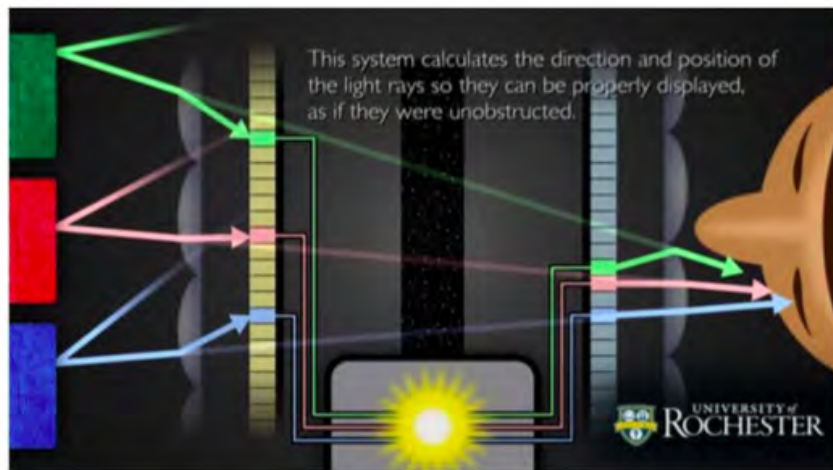 This system calculates the direction and position of
the light rays so they can be properly displayed,
as if they were unobstructed.
UNIVERSITY of
ROCHESTER